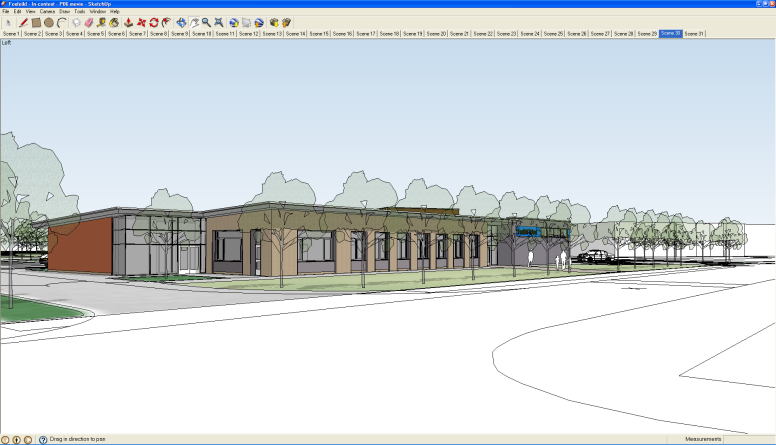 In-context - PDG movie - SketchUp
File Edit View Camera Draw Tools Window Help
Scene 1 Scene 2 Scene 3 Scene 4 Scene 5 Scene 6 Scene 7 Scene 8 Scene 9 Scene 10 Scene 11 Scene 12 Scene 13 Scene 14 Scene 15 Scene 16 Scene 17 Scene 18 Scene 19 Scene 20 Scene 21 Scene 22 Scene 23 Scene 24 Scene 25 Scene 26 Scene 27 Scene 28 Scene 29 Scene 30 Scene 31
Left
Drag in direction to pan Measurements